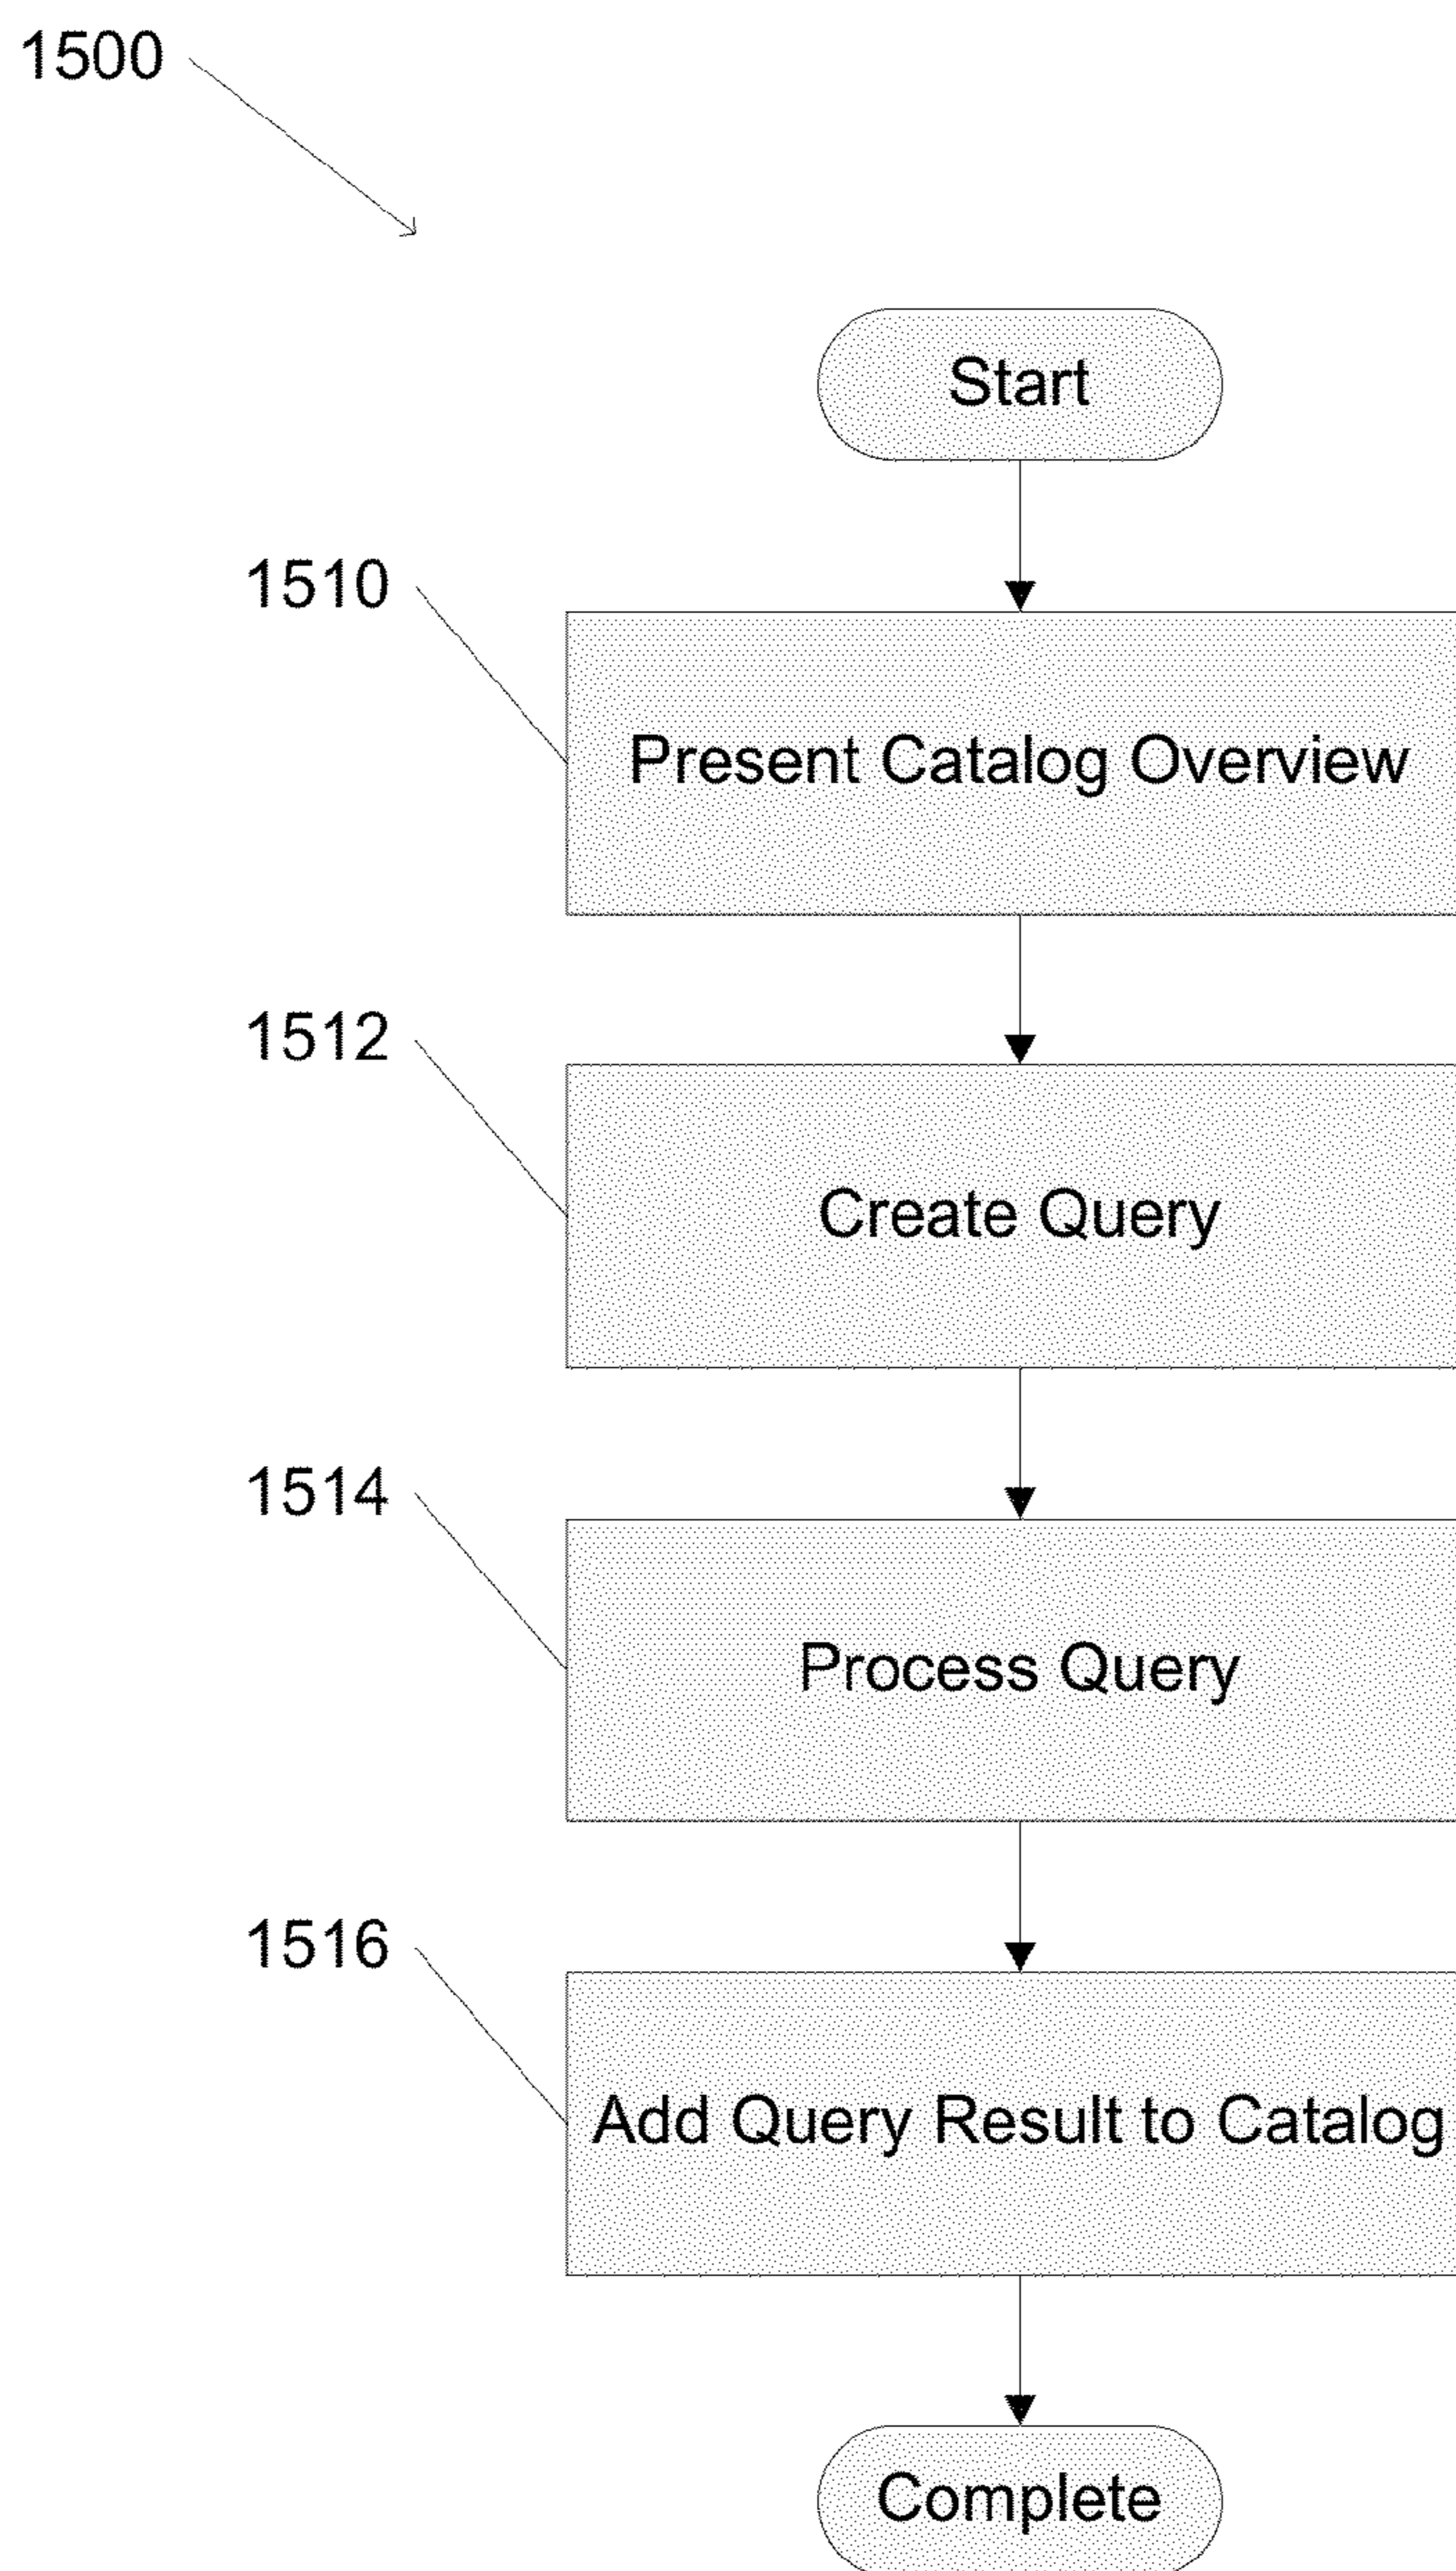 1500
Start
1510
Present Catalog Overview
1512
Create Query
1514
Process Query
1516
Add Query Result to Catalog
Complete